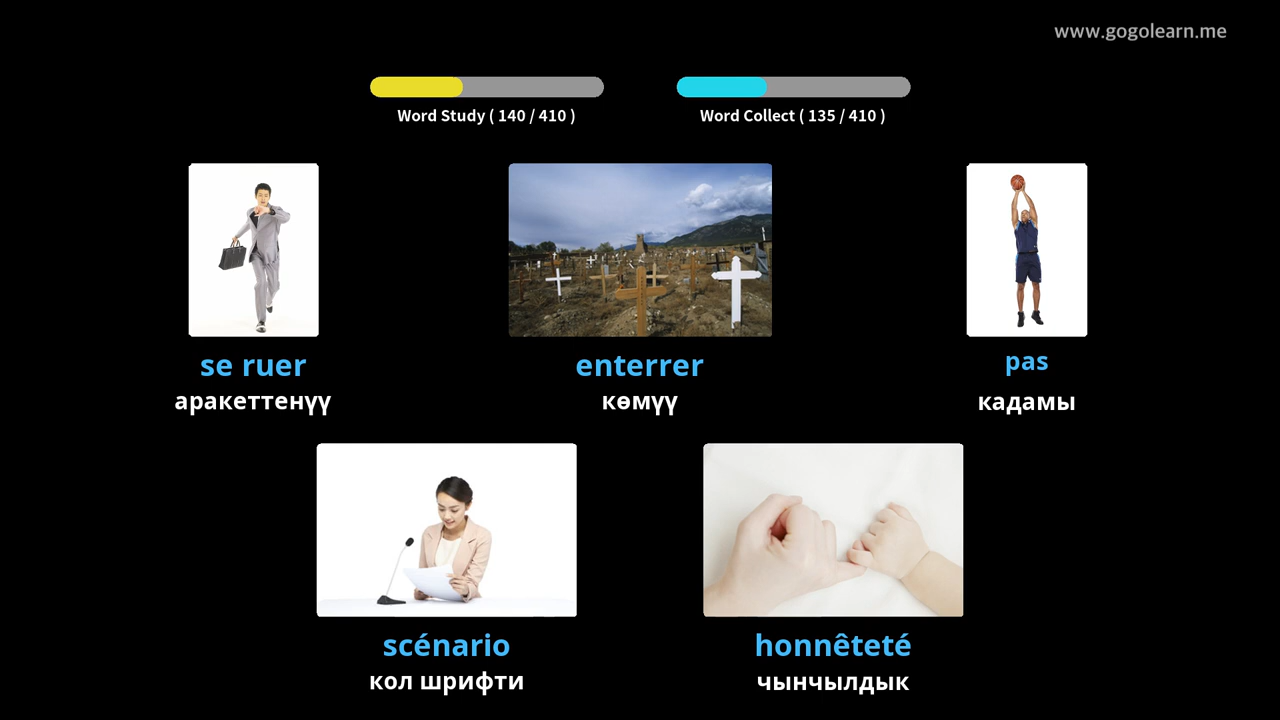 www.gogolearn.me
Word Study ( 140 / 410 )
Word Collect ( 135 / 410 )
se ruer
аракеттенүү
enterrer
көмүү
pas
кадамы
scénario
кол шрифти
honnêteté
чынчылдык